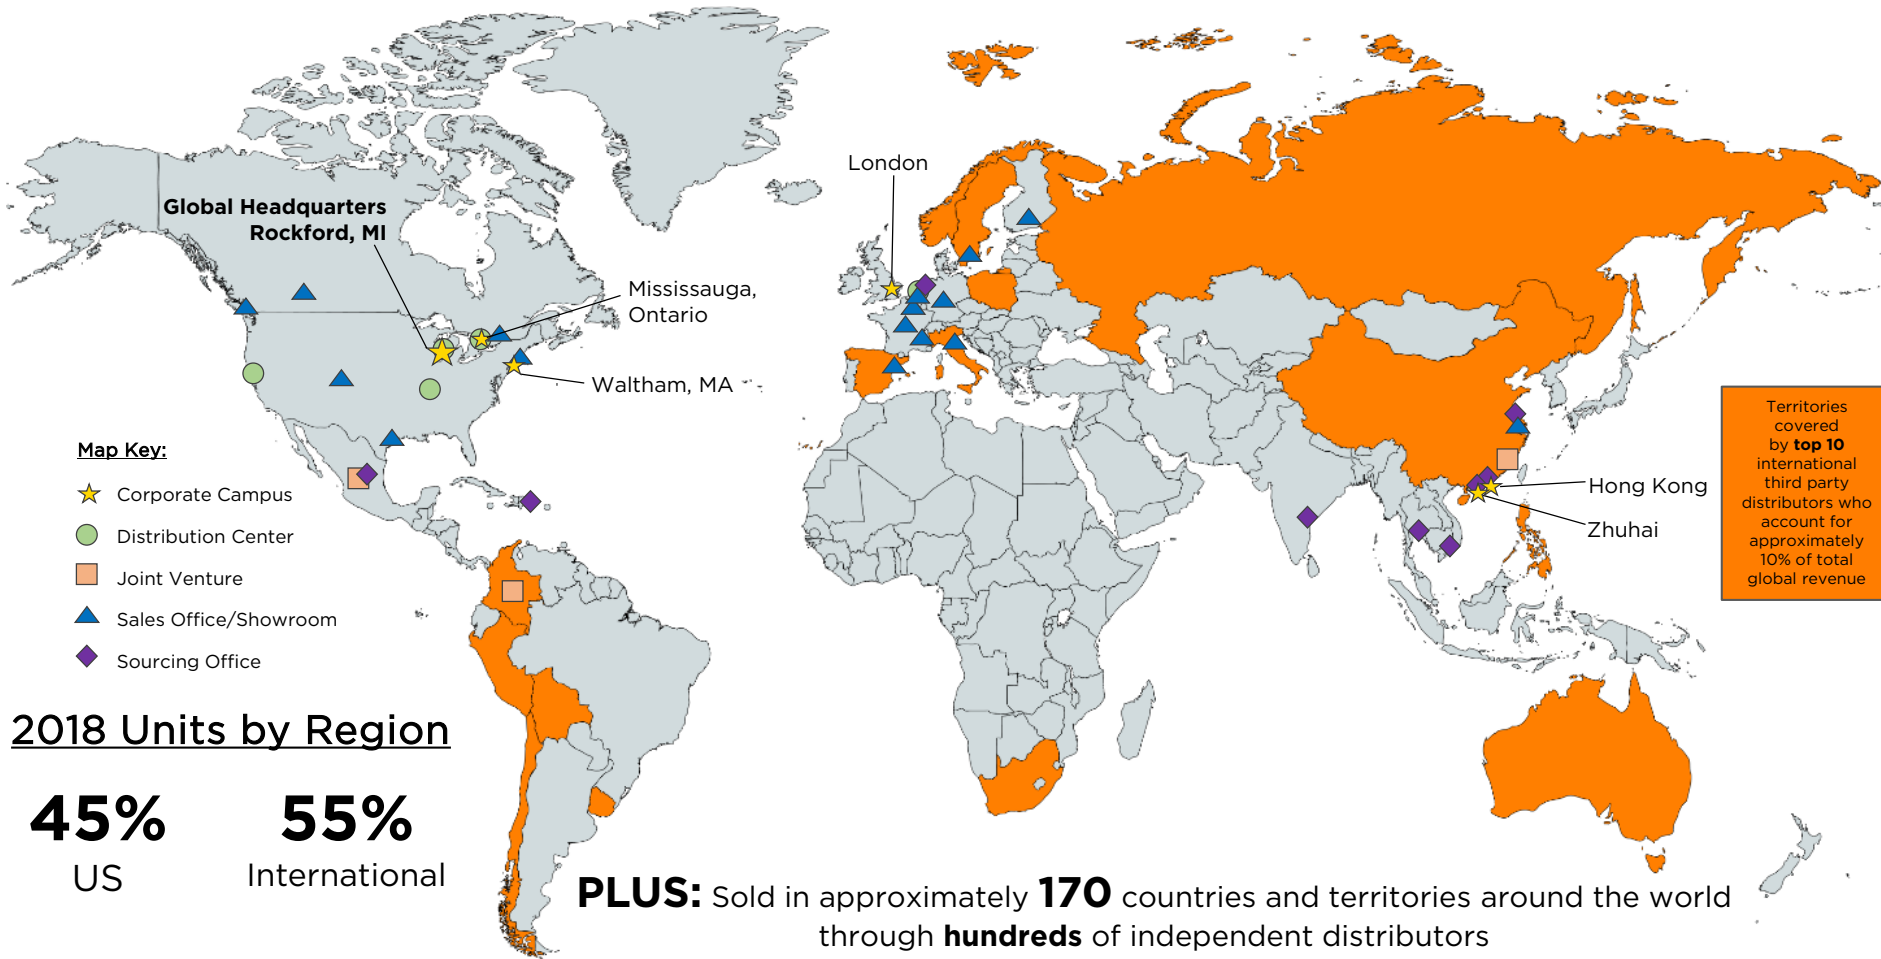 London
Global Headquarters
Rockford, MI
Mississauga,
Ontario
Waltham, MA
Map Key:
Corporate Campus
Distribution Center
Joint Venture
Sales Office/Showroom
Sourcing Office
Hong Kong
Zhuhai
Territories
covered
by top 10
international
third party
distributors who
account for
approximately
10% of total
global revenue
2018 Units by Region
45%
US
55%
International
PLUS: Sold in approximately 170 countries and territories around the world
through hundreds of independent distributors